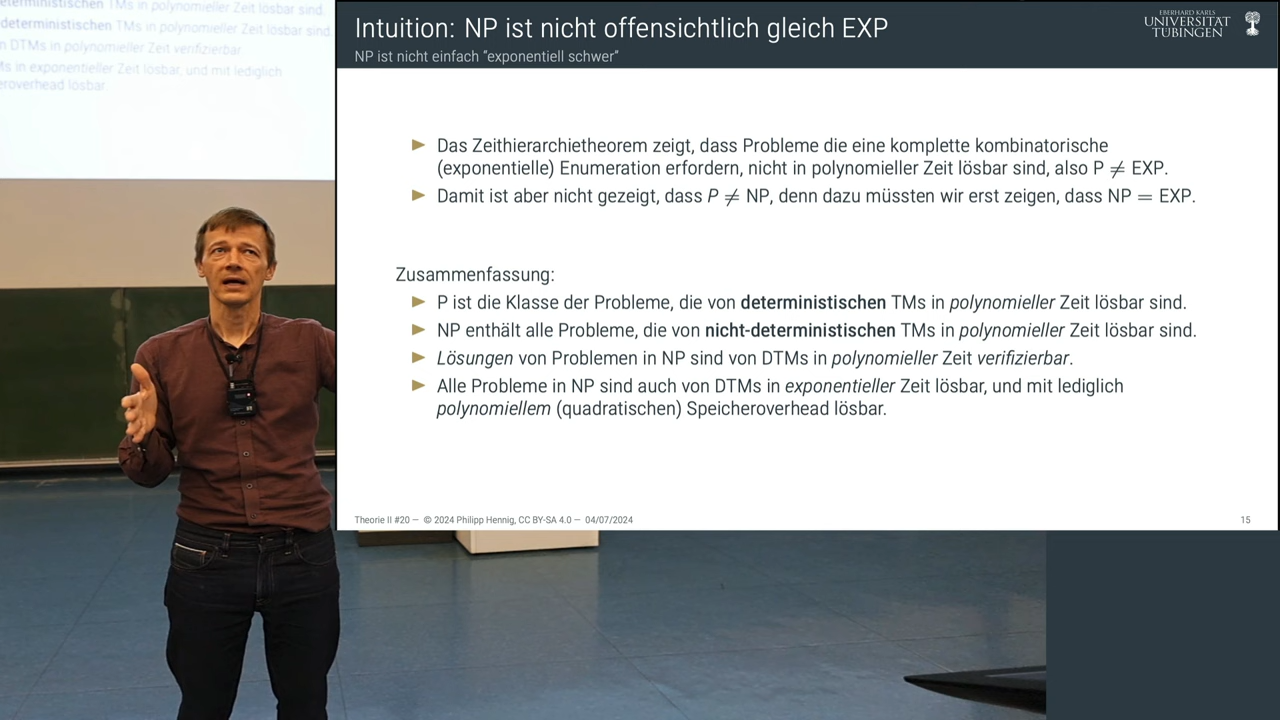 deterministischen TMs in polynomieller Zeit lösbar sind.
deterministischen TMs in polynomieller Zeit lösbar sind
n DTMs in polynomieller Zeit verifizierbar.
Ms in exponentieller Zeit lösbar, und mit lediglich
eroverhead lösbar.
Intuition: NP ist nicht offensichtlich gleich EXP
NP ist nicht einfach “exponentiell schwer”
EBERHARD KARLS
UNIVERSITÄT
TÜBINGEN
► Das Zeithierarchietheorem zeigt, dass Probleme die eine komplette kombinatorische
(exponentielle) Enumeration erfordern, nicht in polynomieller Zeit lösbar sind, also P ≠ EXP.
► Damit ist aber nicht gezeigt, dass P ≠ NP, denn dazu müssten wir erst zeigen, dass NP = EXP.
Zusammenfassung:
► P ist die Klasse der Probleme, die von deterministischen TMs in polynomieller Zeit lösbar sind.
► NP enthält alle Probleme, die von nicht-deterministischen TMs in polynomieller Zeit lösbar sind.
► Lösungen von Problemen in NP sind von DTMs in polynomieller Zeit verifizierbar.
► Alle Probleme in NP sind auch von DTMs in exponentieller Zeit lösbar, und mit lediglich
polynomiellem (quadratischen) Speicheroverhead lösbar.
Theorie II #20 — © 2024 Philipp Hennig, CC BY-SA 4.0 — 04/07/2024
15